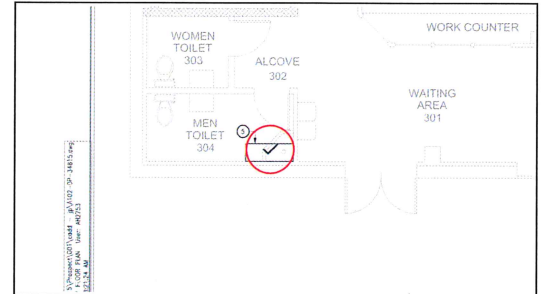 WORK COUNTER
WOMEN
TOILET
303
ALCOVE
302
WAITING
AREA
301
MEN
TOILET
304
5
FLOOR PLAN